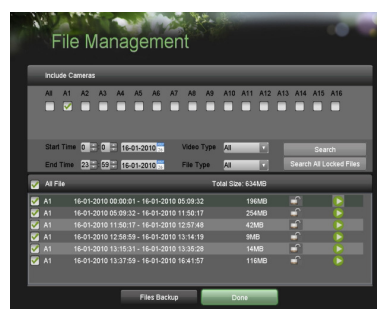 File Management
Include Cameras
All A1 A2 A3 A4 A5 A6 A7 A8 A9 A10 A11 A12 A13 A14 A15 A16
Start Time 0 : 0 : 16-01-2010 Video Type All Search
End Time 23 : 59 : 16-01-2010 File Type All Search All Locked Files
All File Total Size: 634MB
A1 16-01-2010 00:00:01 - 16-01-2010 05:09:32 196MB
A1 16-01-2010 05:09:32 - 16-01-2010 11:50:17 254MB
A1 16-01-2010 11:50:17 - 16-01-2010 12:57:48 42MB
A1 16-01-2010 12:58:59 - 16-01-2010 13:14:19 9MB
A1 16-01-2010 13:15:31 - 16-01-2010 13:35:28 14MB
A1 16-01-2010 13:37:59 - 16-01-2010 16:41:57 116MB
Files Backup Done